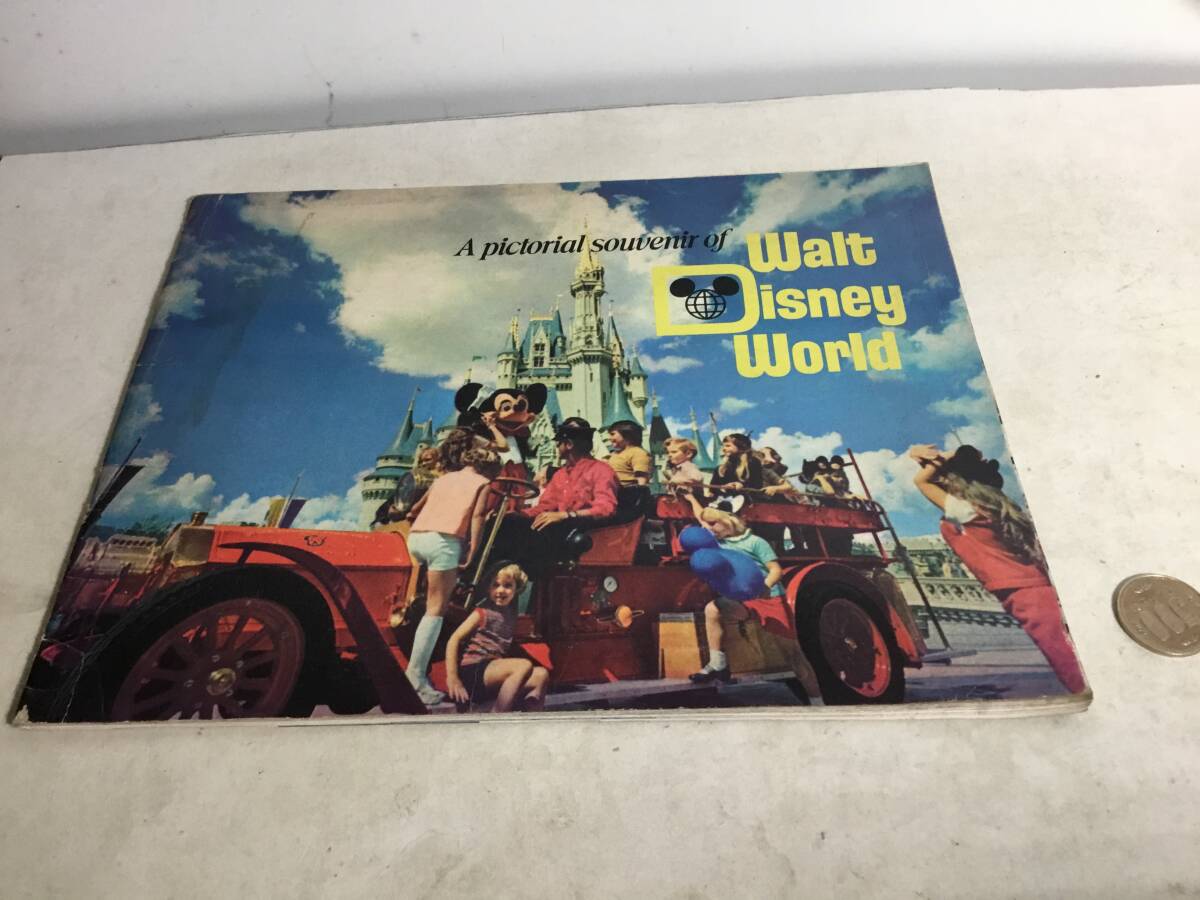 A pictorial souvenir of
Walt
Disney
World